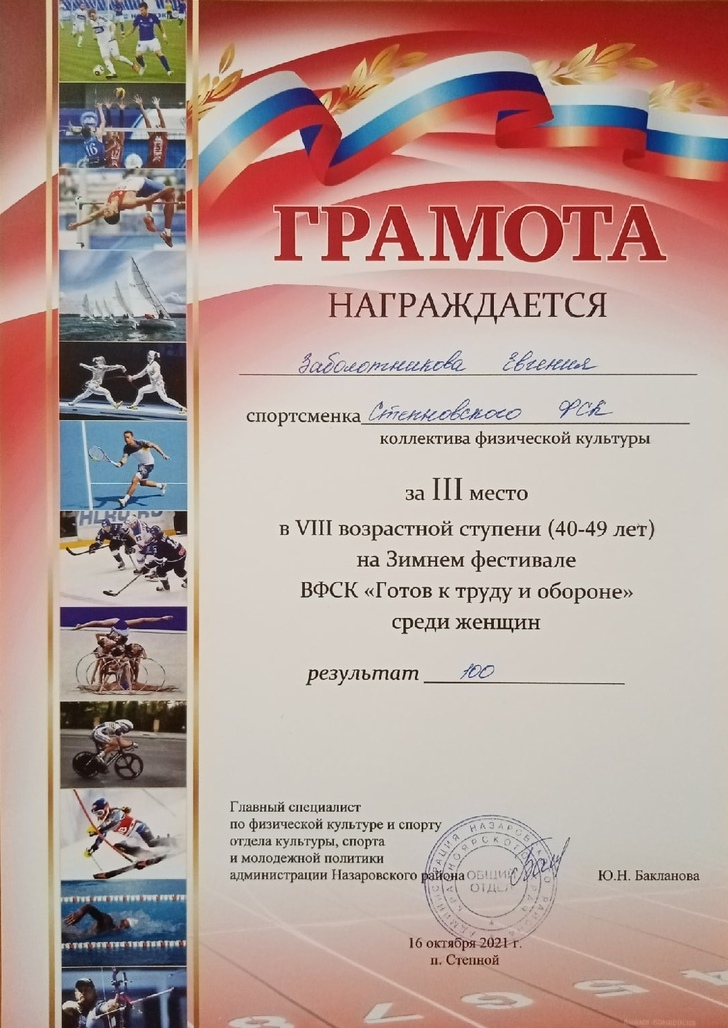 ГРАМОТА
НАГРАЖДАЕТСЯ
Заболотникова Евгения
спортсменка Степновского ФСК
коллектива физической культуры
за III место
в VIII возрастной ступени (40-49 лет)
на Зимнем фестивале
ВФСК «Готов к труду и обороне»
среди женщин
результат 100
Главный специалист
по физической культуре и спорту
отдела культуры, спорта
и молодежной политики
администрации Назаровского района
Ю.Н. Бакланова
ОБЩИЙ
ОТДЕЛ
16 октября 2021 г.
п. Степной